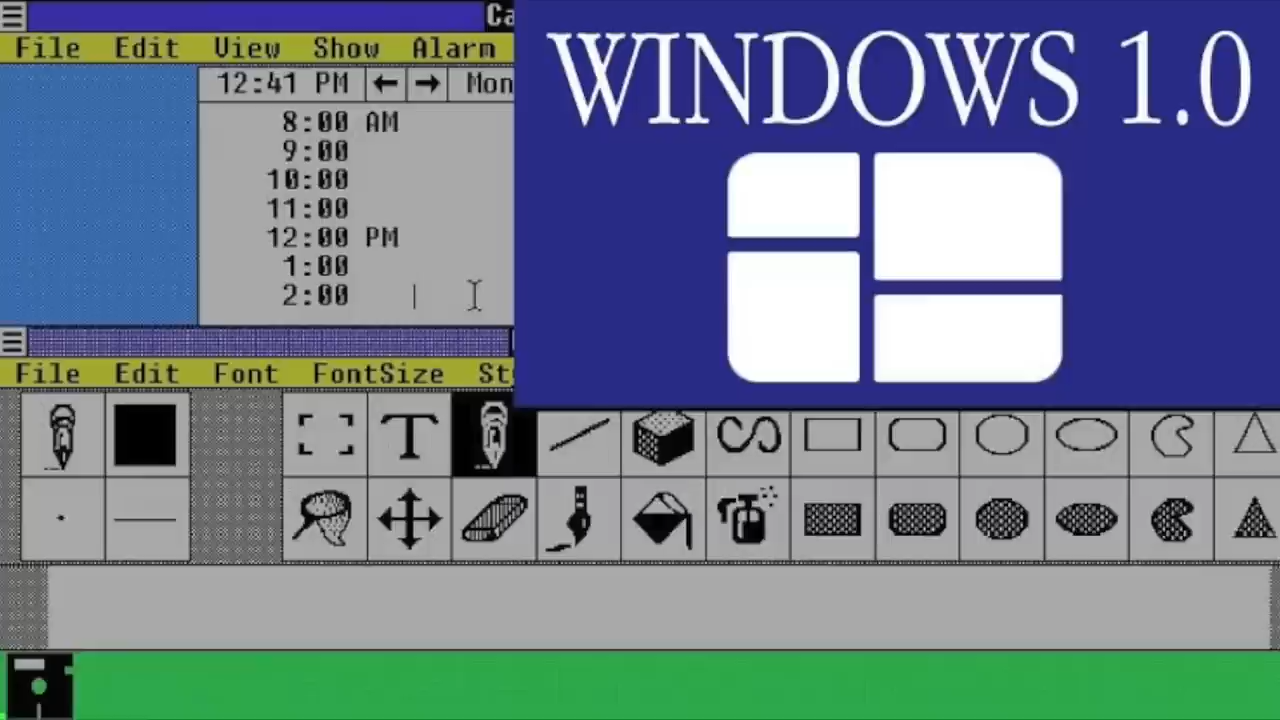 Ca
File Edit View Show Alarm
12:41 PM ← → Mon
8:00 AM
9:00
10:00
11:00
12:00 PM
1:00
2:00
WINDOWS 1.0
File Edit Font FontSize St
T